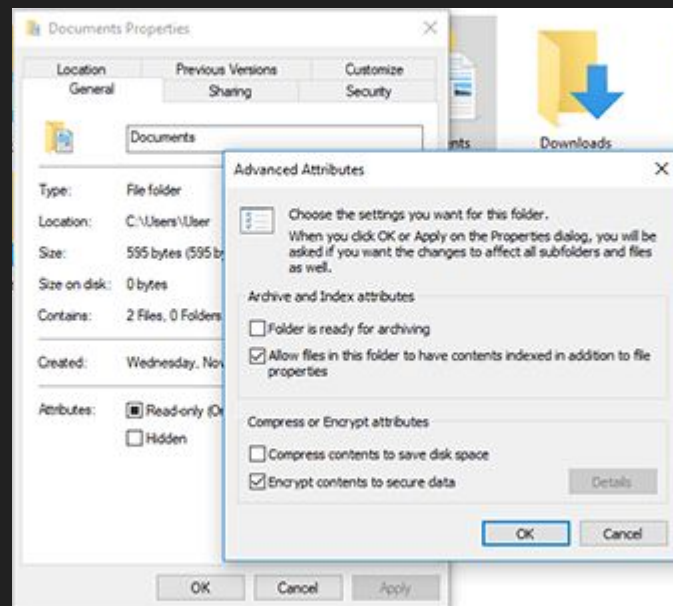 Documents Properties
Location Previous Versions Customize
General Sharing Security
Documents
Downloads
Type: File folder
Location: C:\Users\User
Size: 595 bytes (595 b
Size on disk: 0 bytes
Contains: 2 Files, 0 Folders
Created: Wednesday, Nov
Attributes: Read-only (On
Hidden
OK Cancel Apply
Advanced Attributes
Choose the settings you want for this folder.
When you click OK or Apply on the Properties dialog, you will be
asked if you want the changes to affect all subfolders and files
as well.
Archive and Index attributes
Folder is ready for archiving
Allow files in this folder to have contents indexed in addition to file
properties
Compress or Encrypt attributes
Compress contents to save disk space
Encrypt contents to secure data
Details
OK Cancel